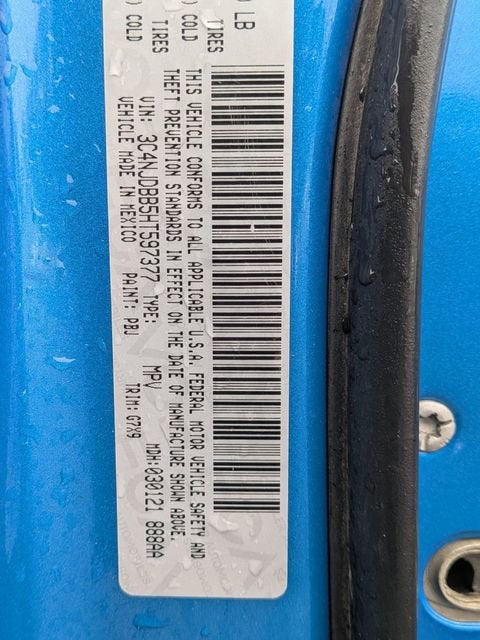 LB
TIRES
COLD
TIRES
COLD
THIS VEHICLE CONFORMS TO ALL APPLICABLE U.S.A. FEDERAL MOTOR VEHICLE SAFETY AND
THEFT PREVENTION STANDARDS IN EFFECT ON THE DATE OF MANUFACTURE SHOWN ABOVE.
VIN: 3C4NJDBB5HT597377 TYPE: MPV MDH:030121 888AA
VEHICLE MADE IN MEXICO PAINT: PBJ TRIM: G7X9